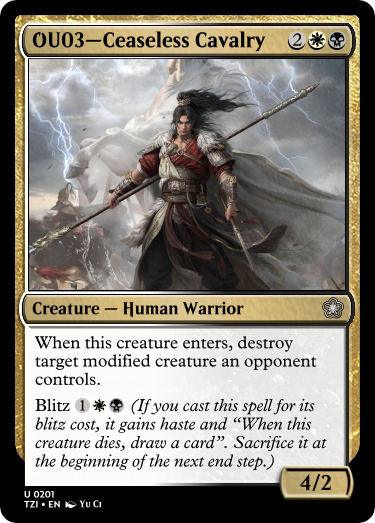 OU03—Ceaseless Cavalry 2
Creature — Human Warrior
When this creature enters, destroy
target modified creature an opponent
controls.
Blitz 1 (If you cast this spell for its
blitz cost, it gains haste and “When this
creature dies, draw a card”. Sacrifice it at
the beginning of the next end step.)
4/2
U 0201
TZI • EN Yu Ci